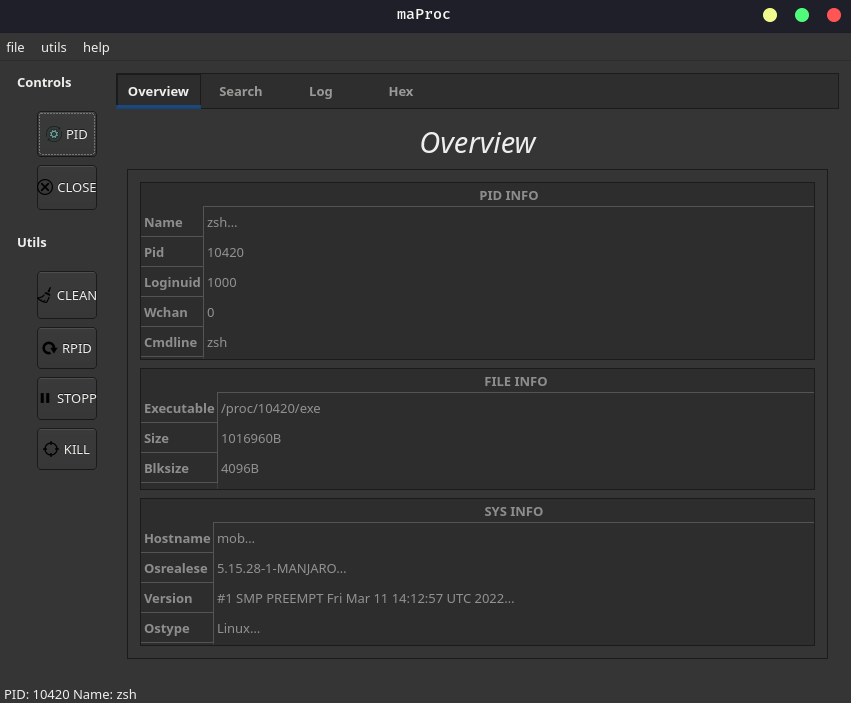 maProc
file utils help
Controls
Overview Search Log Hex
PID
Overview
CLOSE
PID INFO
Name zsh...
Utils
Pid 10420
Loginuid 1000
CLEAN
Wchan 0
RPID
Cmdline zsh
FILE INFO
STOPP
Executable /proc/10420/exe
Size 1016960B
KILL
Blksize 4096B
SYS INFO
Hostname mob...
Osrealese 5.15.28-1-MANJARO...
Version #1 SMP PREEMPT Fri Mar 11 14:12:57 UTC 2022...
Ostype Linux...
PID: 10420 Name: zsh